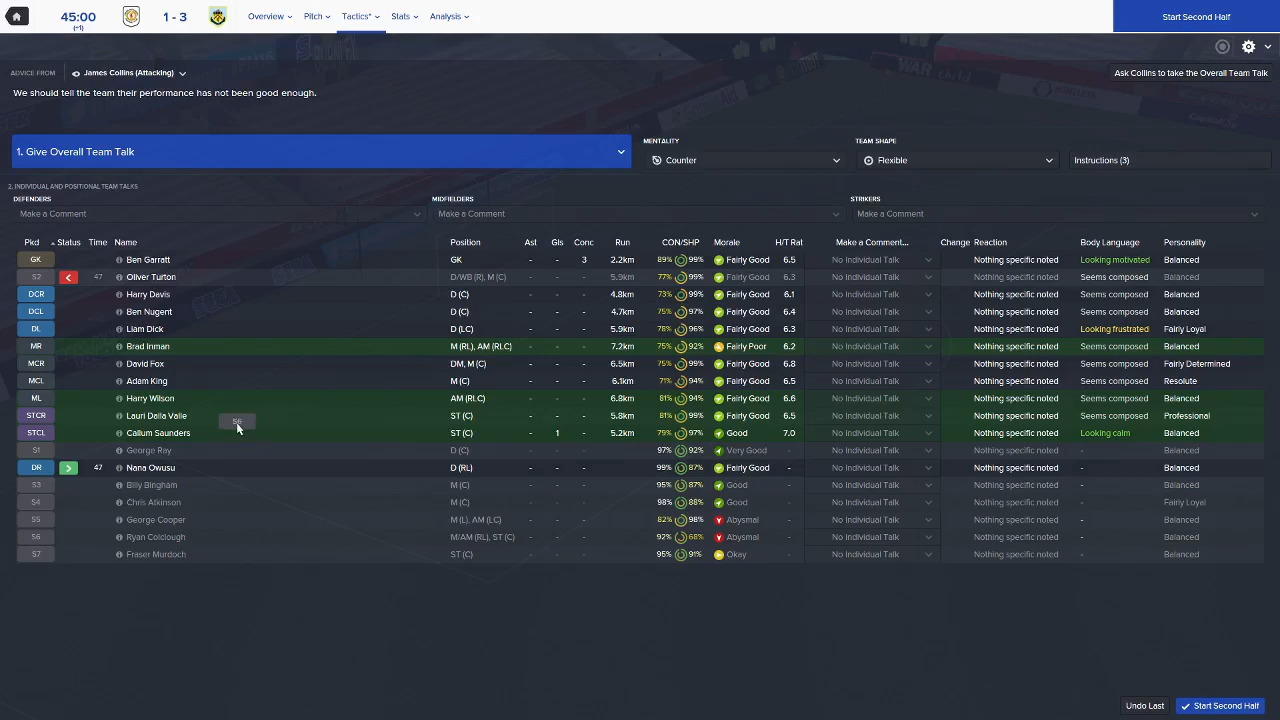 45:00 (+1) 1 - 3 Overview Pitch Tactics* Stats Analysis Start Second Half
ADVICE FROM James Collins (Attacking) Ask Collins to take the Overall Team Talk
We should tell the team their performance has not been good enough.
MENTALITY TEAM SHAPE
1. Give Overall Team Talk Counter Flexible Instructions (3)
2. INDIVIDUAL AND POSITIONAL TEAM TALKS
DEFENDERS MIDFIELDERS STRIKERS
Make a Comment Make a Comment Make a Comment
Pkd Status Time Name Position Ast Gls Conc Run CON/SHP Morale H/T Rat Make a Comment... Change Reaction Body Language Personality
GK Ben Garratt GK - - 3 2.2km 89% 99% Fairly Good 6.5 No Individual Talk Nothing specific noted Looking motivated Balanced
S2 47 Oliver Turton D/WB (R), M (C) - - - 5.9km 77% 99% Fairly Good 6.3 No Individual Talk Nothing specific noted Seems composed Balanced
DCR Harry Davis D (C) - - - 4.8km 73% 99% Fairly Good 6.1 No Individual Talk Nothing specific noted Seems composed Balanced
DCL Ben Nugent D (C) - - - 4.7km 75% 97% Fairly Good 6.4 No Individual Talk Nothing specific noted Seems composed Balanced
DL Liam Dick D (LC) - - - 5.9km 78% 96% Fairly Good 6.3 No Individual Talk Nothing specific noted Looking frustrated Fairly Loyal
MR Brad Inman M (RL), AM (RLC) - - - 7.2km 75% 92% Fairly Poor 6.2 No Individual Talk Nothing specific noted Seems composed Balanced
MCR David Fox DM, M (C) - - - 6.5km 75% 99% Fairly Good 6.8 No Individual Talk Nothing specific noted Seems composed Fairly Determined
MCL Adam King M (C) - - - 6.1km 71% 94% Fairly Good 6.5 No Individual Talk Nothing specific noted Seems composed Resolute
ML Harry Wilson AM (RLC) - - - 6.8km 81% 94% Fairly Good 6.6 No Individual Talk Nothing specific noted Seems composed Balanced
STCR Lauri Dalla Valle ST (C) - - - 5.8km 81% 99% Fairly Good 6.5 No Individual Talk Nothing specific noted Seems composed Professional
S6
STCL Callum Saunders ST (C) - 1 - 5.2km 79% 97% Good 7.0 No Individual Talk Nothing specific noted Looking calm Balanced
S1 George Ray D (C) - - - 97% 92% Very Good - No Individual Talk Nothing specific noted - Balanced
DR 47 Nana Owusu D (RL) - - - 99% 87% Fairly Good - No Individual Talk Nothing specific noted - Balanced
S3 Billy Bingham M (C) - - - 95% 87% Good - No Individual Talk Nothing specific noted - Balanced
S4 Chris Atkinson M (C) - - - 98% 88% Good - No Individual Talk Nothing specific noted - Fairly Loyal
S5 George Cooper M (L), AM (LC) - - - 82% 98% Abysmal - No Individual Talk Nothing specific noted - Balanced
S6 Ryan Colclough M/AM (RL), ST (C) - - - 92% 68% Abysmal - No Individual Talk Nothing specific noted - Balanced
S7 Fraser Murdoch ST (C) - - - 95% 91% Okay - No Individual Talk Nothing specific noted - Balanced
Undo Last Start Second Half